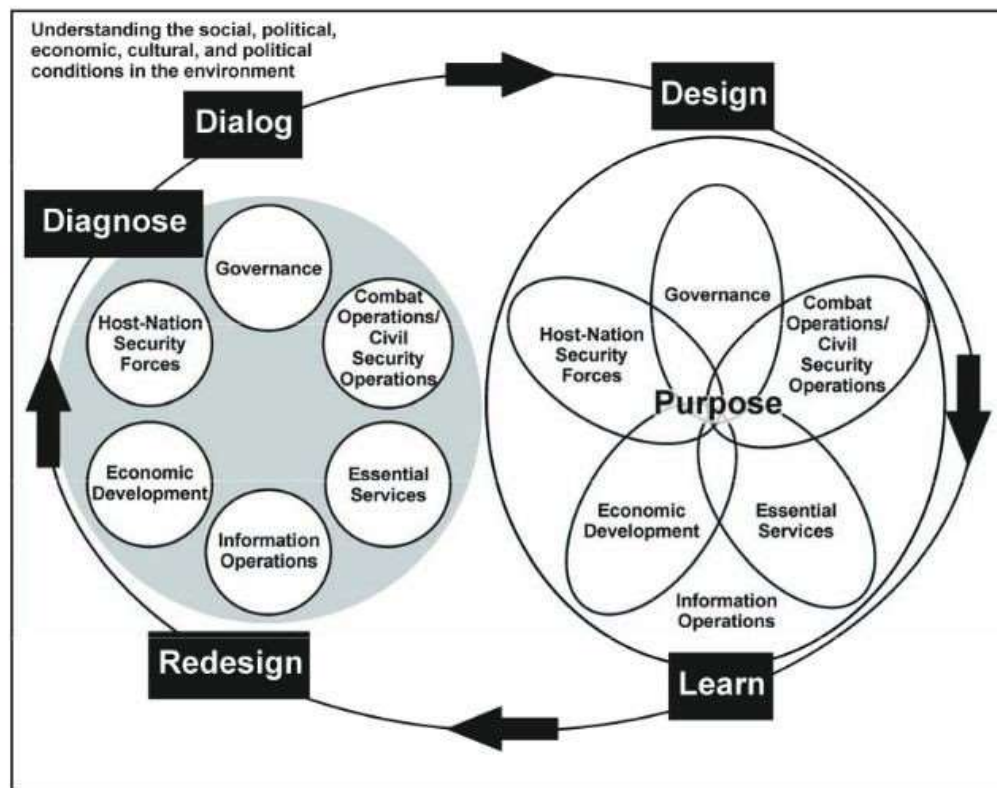 Understanding the social, political,
economic, cultural, and political
conditions in the environment
Dialog
Design
Diagnose
Governance
Host-Nation
Security
Forces
Combat
Operations/
Civil
Security
Operations
Economic
Development
Essential
Services
Information
Operations
Governance
Host-Nation
Security
Forces
Combat
Operations/
Civil
Security
Operations
Purpose
Economic
Development
Essential
Services
Information
Operations
Redesign
Learn